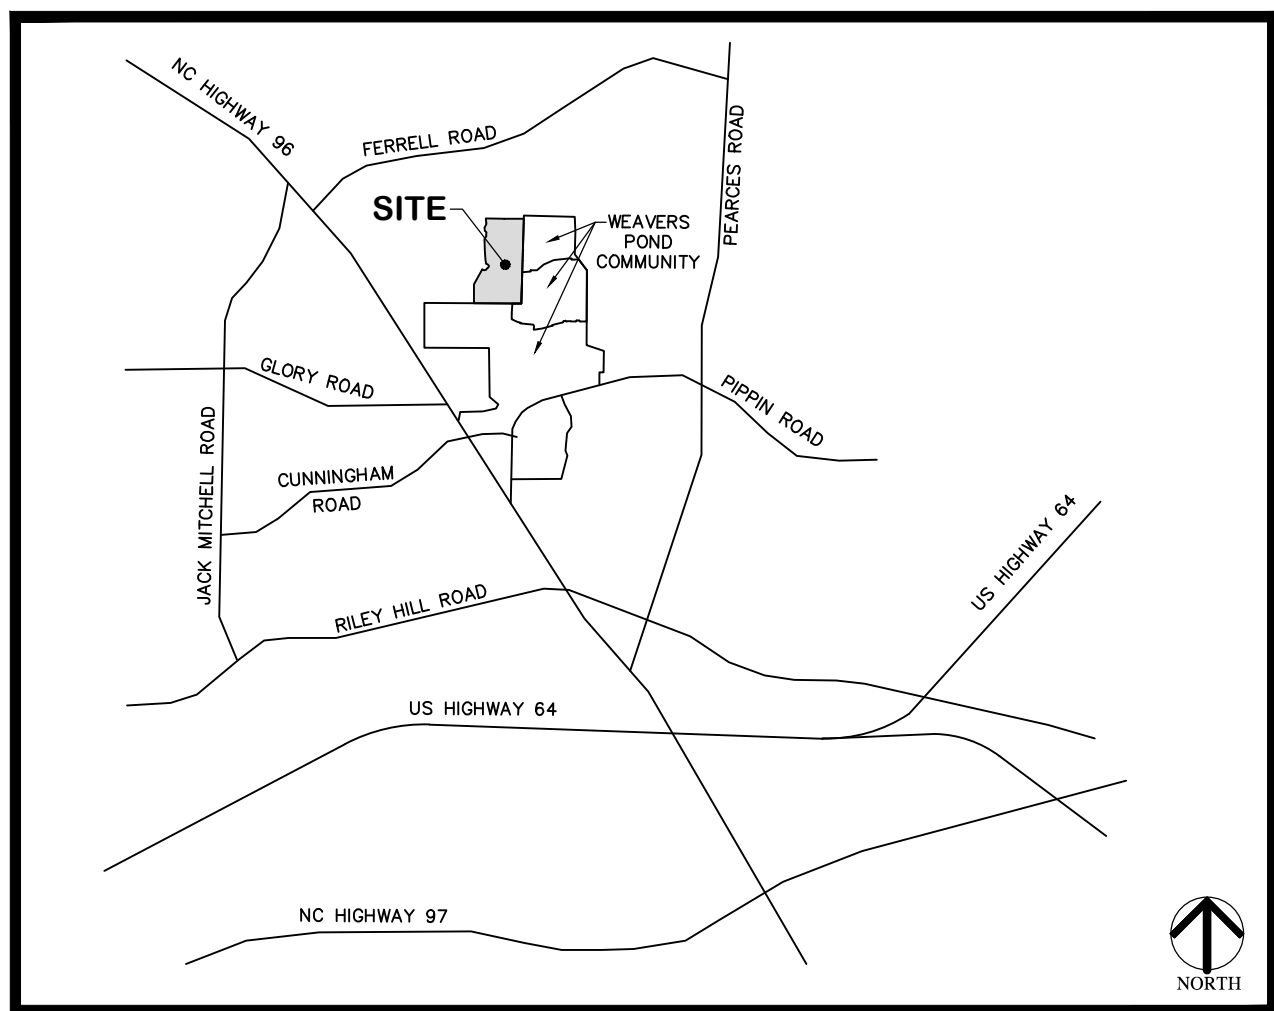 NC HIGHWAY 96
FERRELL ROAD
PEARCES ROAD
SITE
WEAVERS
POND
COMMUNITY
GLORY ROAD
PIPPIN ROAD
JACK MITCHELL ROAD
CUNNINGHAM
ROAD
US HIGHWAY 64
RILEY HILL ROAD
US HIGHWAY 64
NC HIGHWAY 97
NORTH